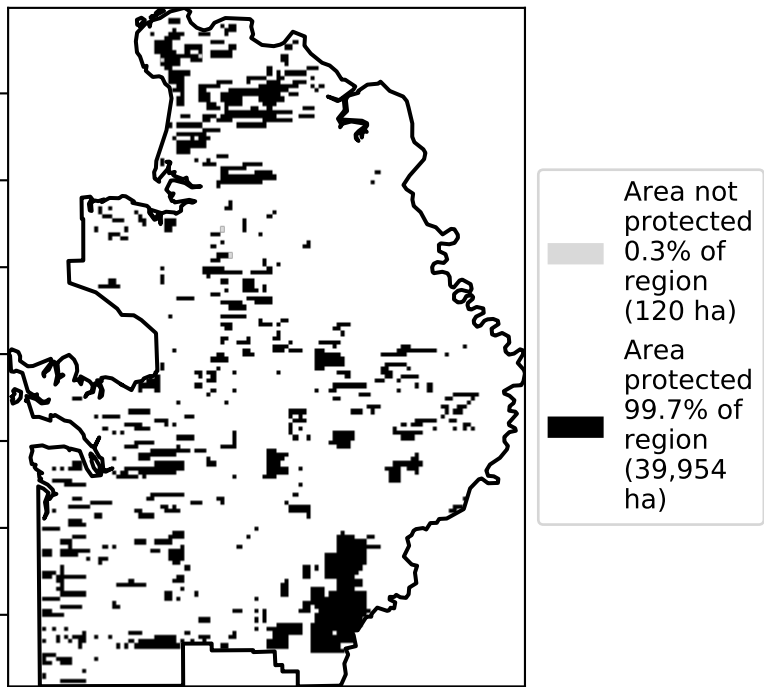 Area not
protected
0.3% of
region
(120 ha)
Area
protected
99.7% of
region
(39,954
ha)